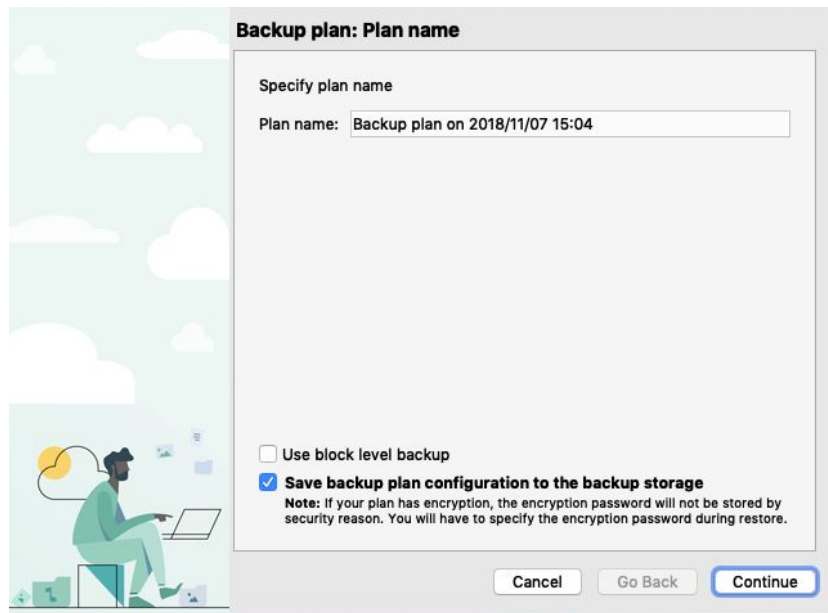 Backup plan: Plan name
Specify plan name
Plan name: Backup plan on 2018/11/07 15:04
Use block level backup
Save backup plan configuration to the backup storage
Note: If your plan has encryption, the encryption password will not be stored by
security reason. You will have to specify the encryption password during restore.
Cancel Go Back Continue